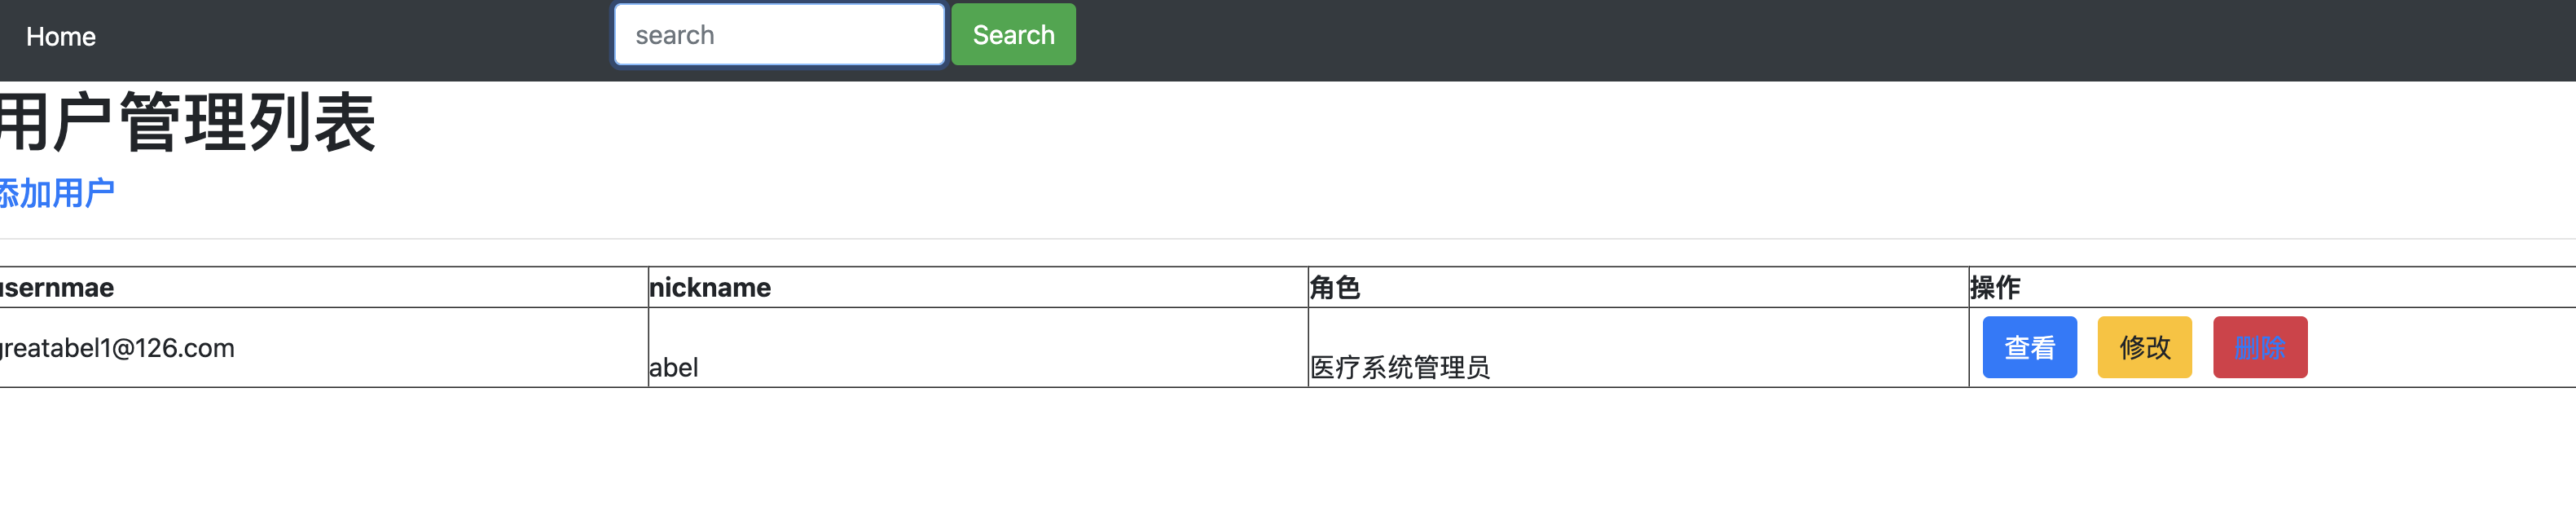 Home search Search
用户管理列表
添加用户
usernmae nickname 角色 操作
greatabel1@126.com abel 医疗系统管理员 查看 修改 删除